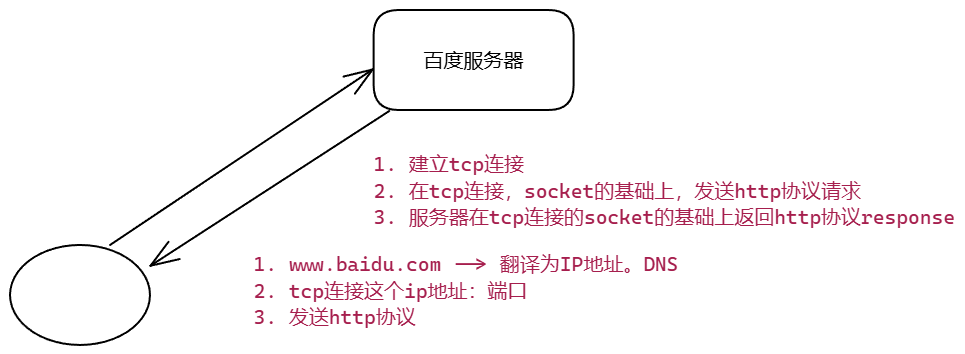 百度服务器
1. 建立tcp连接
2. 在tcp连接，socket的基础上，发送http协议请求
3. 服务器在tcp连接的socket的基础上返回http协议response
1. www.baidu.com —> 翻译为IP地址。DNS
2. tcp连接这个ip地址：端口
3. 发送http协议